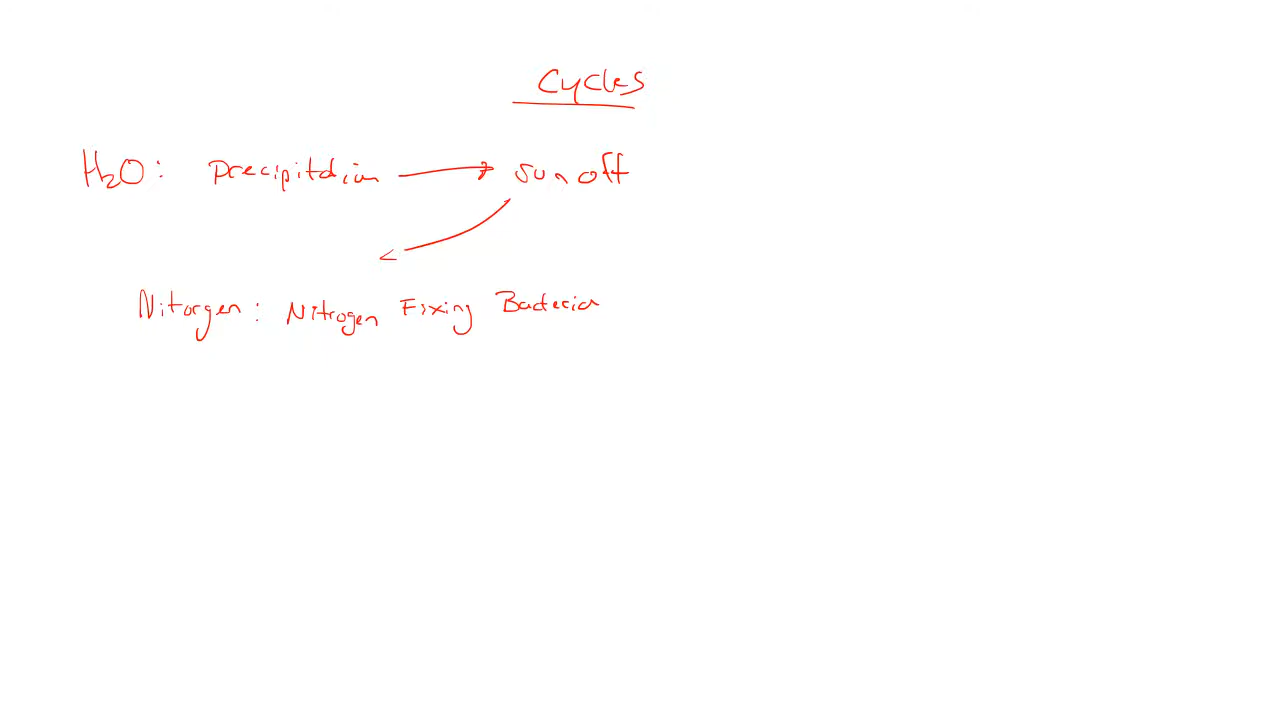 Cycles
H₂O: Precipitation → runoff
Nitorgen: Nitrogen Fixing Bacteria